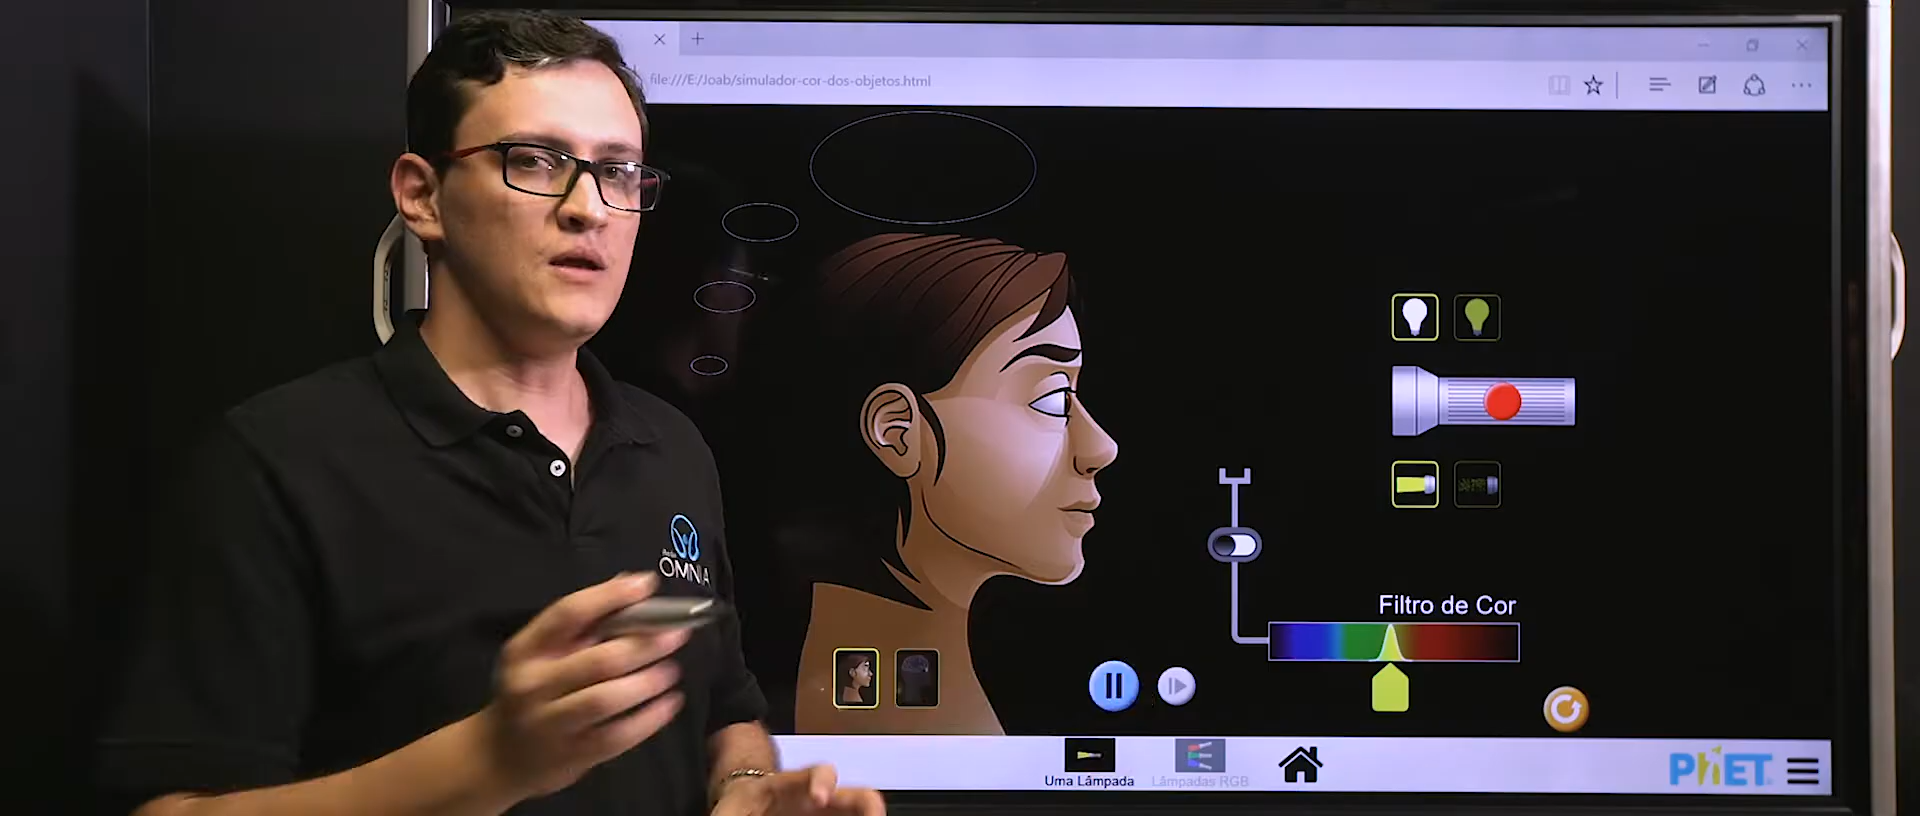 file:///E:/Joab/simulador-cor-dos-objetos.html
OMNIA
Filtro de Cor
Uma Lâmpada
Lâmpadas RGB
PhET